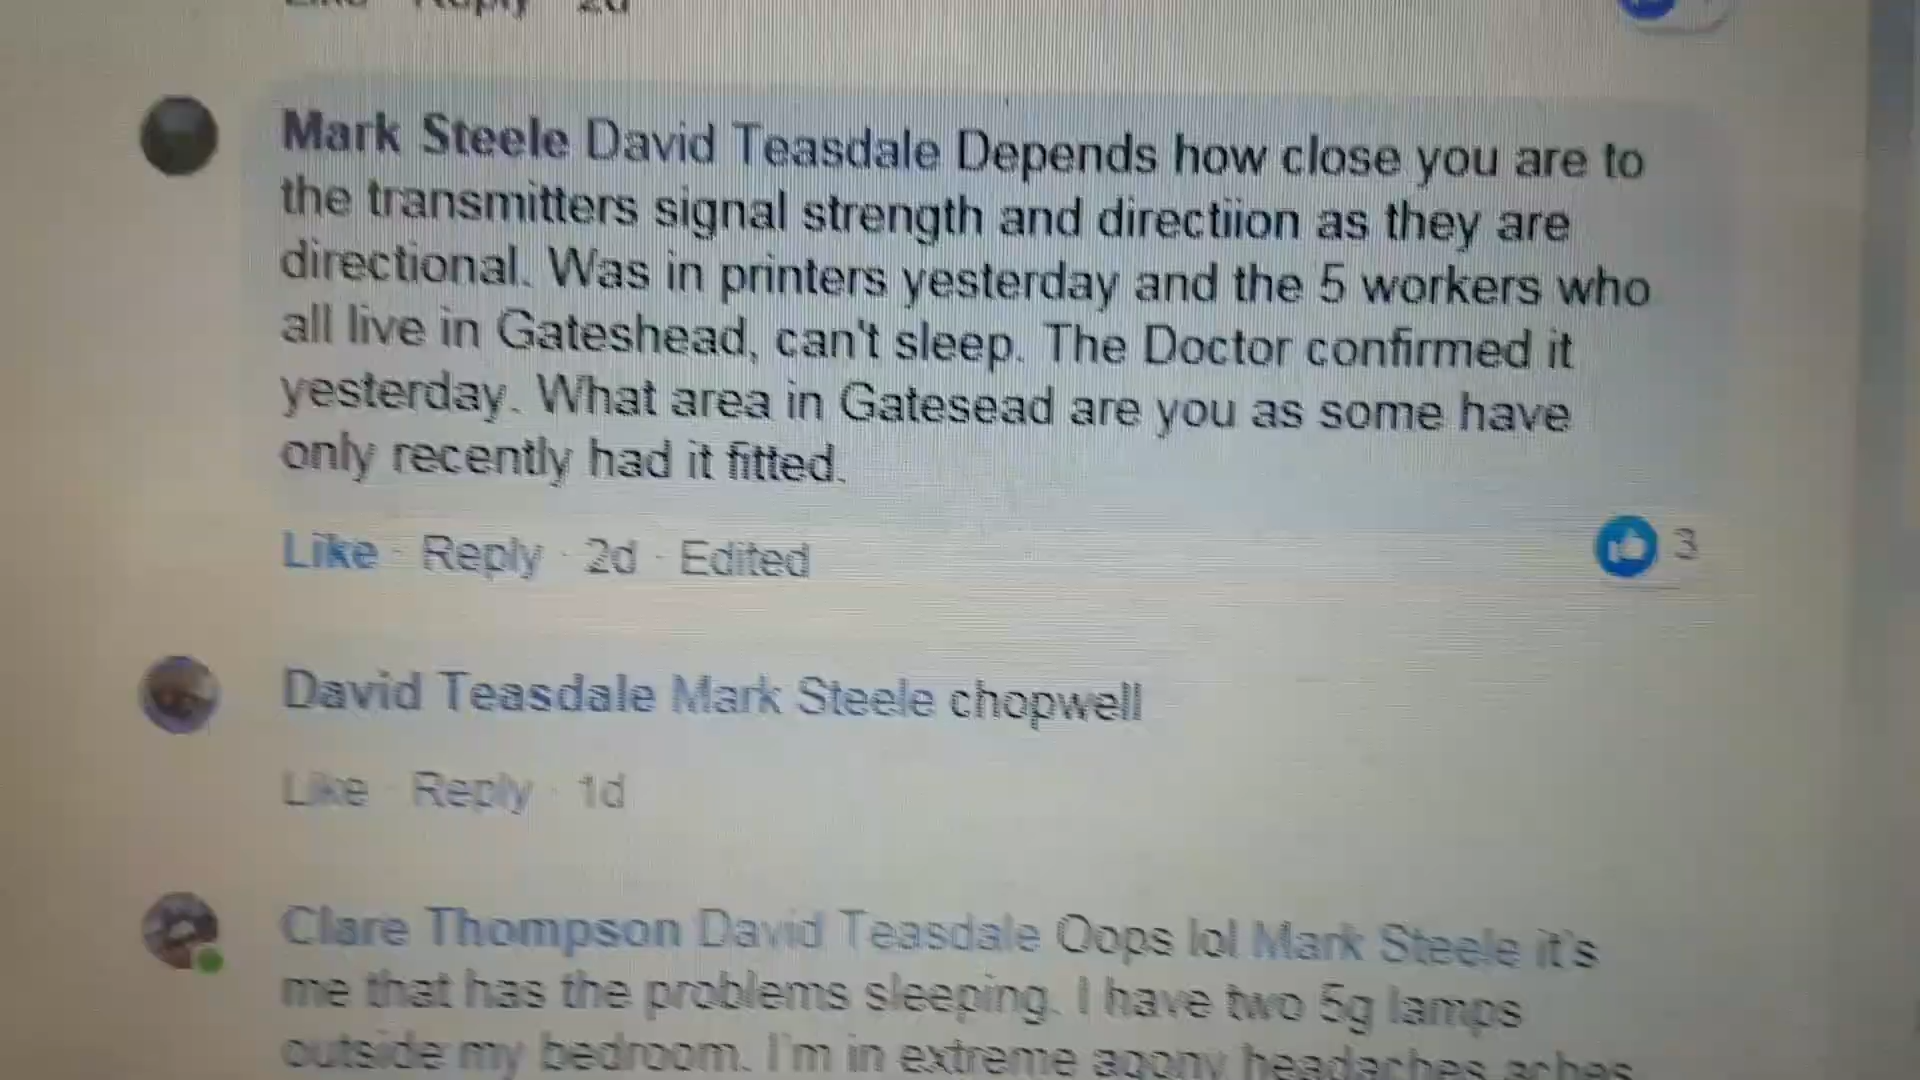 Like Reply 2d
Mark Steele David Teasdale Depends how close you are to
the transmitters signal strength and directiion as they are
directional. Was in printers yesterday and the 5 workers who
all live in Gateshead, can't sleep. The Doctor confirmed it
yesterday. What area in Gatesead are you as some have
only recently had it fitted.
Like · Reply · 2d · Edited
3
David Teasdale Mark Steele chopwell
Like · Reply · 1d
Clare Thompson David Teasdale Oops lol Mark Steele it's
me that has the problems sleeping. I have two 5g lamps
outside my bedroom. I'm in extreme agony headaches aches